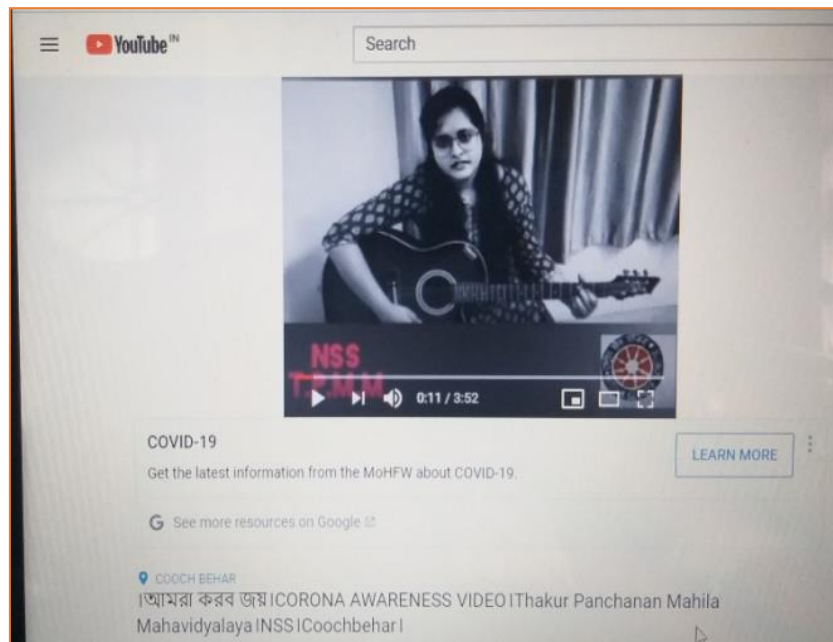 YouTube IN
Search
NSS
T.P.M.M
0:11 / 3:52
COVID-19
LEARN MORE
Get the latest information from the MoHFW about COVID-19.
G See more resources on Google
COOCH BEHAR
।আমরা করব জয়।CORONA AWARENESS VIDEO।Thakur Panchanan Mahila
Mahavidyalaya।NSS।Coochbehar।